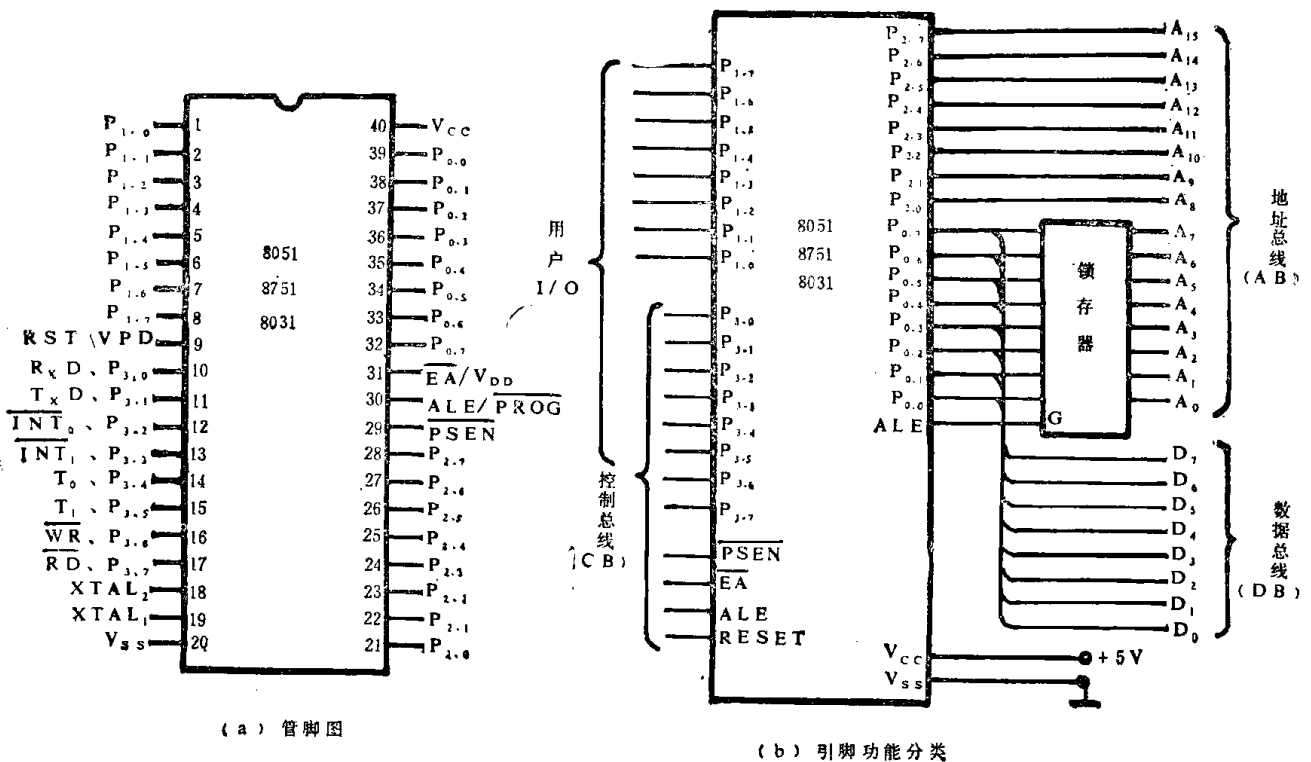 P1.0 1
P1.1 2
P1.2 3
P1.3 4
P1.4 5
P1.5 6
P1.6 7
P1.7 8
RST \VPD 9
RXD、P3.0 10
TXD、P3.1 11
INT0、P3.2 12
INT1、P3.3 13
T0、P3.4 14
T1、P3.5 15
WR、P3.6 16
RD、P3.7 17
XTAL2 18
XTAL1 19
VSS 20
8051
8751
8031
40 VCC
39 P0.0
38 P0.1
37 P0.2
36 P0.3
35 P0.4
34 P0.5
33 P0.6
32 P0.7
31 EA/VDD
30 ALE/PROG
29 PSEN
28 P2.7
27 P2.6
26 P2.5
25 P2.4
24 P2.3
23 P2.2
22 P2.1
21 P2.0
(a) 管脚图
用户
I/O
控制总线
(CB)
P1.7
P1.6
P1.5
P1.4
P1.3
P1.2
P1.1
P1.0
P3.0
P3.1
P3.2
P3.3
P3.4
P3.5
P3.6
P3.7
PSEN
EA
ALE
RESET
8051
8751
8031
P2.7
P2.6
P2.5
P2.4
P2.3
P2.2
P2.1
P2.0
P0.7
P0.6
P0.5
P0.4
P0.3
P0.2
P0.1
P0.0
ALE
VCC
VSS
锁存器
G
A15
A14
A13
A12
A11
A10
A9
A8
A7
A6
A5
A4
A3
A2
A1
A0
地址总线
(AB)
D7
D6
D5
D4
D3
D2
D1
D0
数据总线
(DB)
+5V
(b) 引脚功能分类